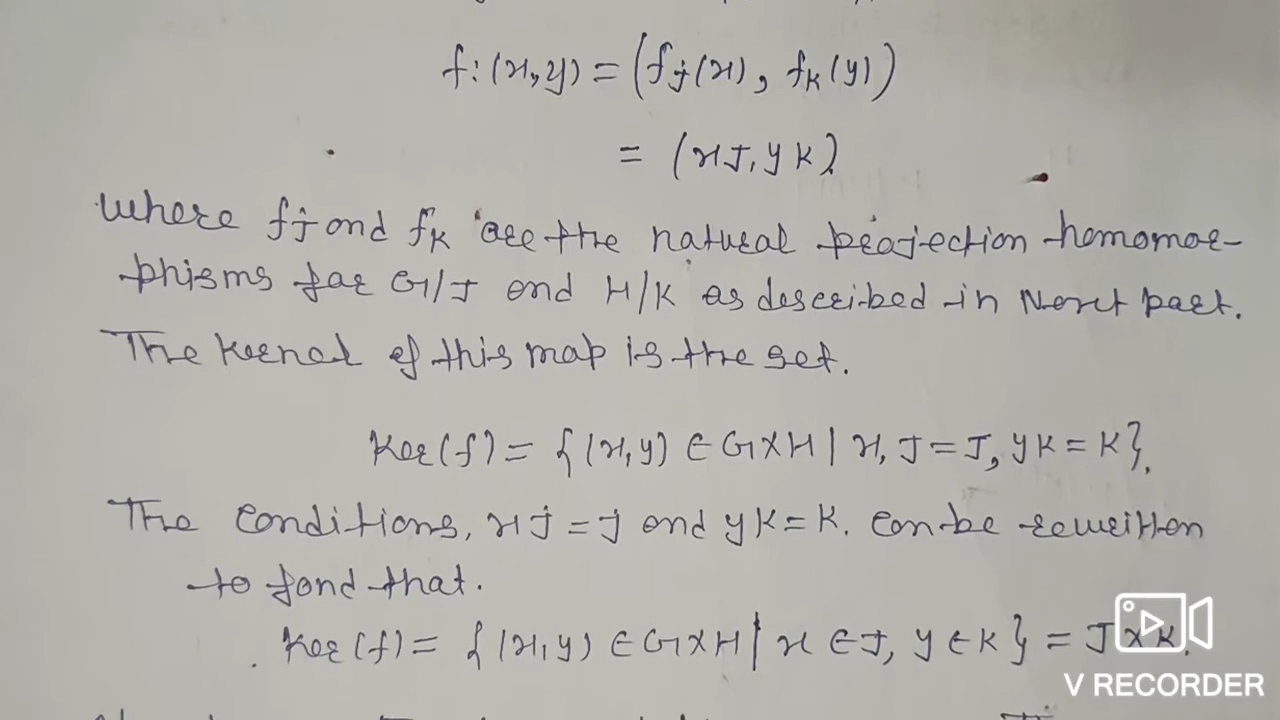 f:(x,y) = (fJ(x), fK(y))
= (xJ, yK).
where fJ and fK are the natural projection homomor-
phisms for G/J and H/K as described in Next part.
The Kernel of this map is the set.
Ker(f) = {(x,y) ∈ G×H | x, J = J, yK = K}.
The conditions, xJ = J and yK = K. can be rewritten
to fond that.
Ker(f) = {(x,y) ∈ G×H | x ∈ J, y ∈ K} = J×K.
V RECORDER